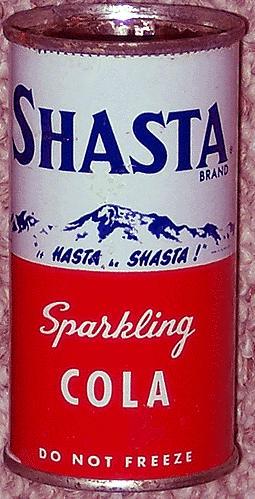 SHASTA®
BRAND
"HASTA.. SHASTA!"
Sparkling
COLA
DO NOT FREEZE